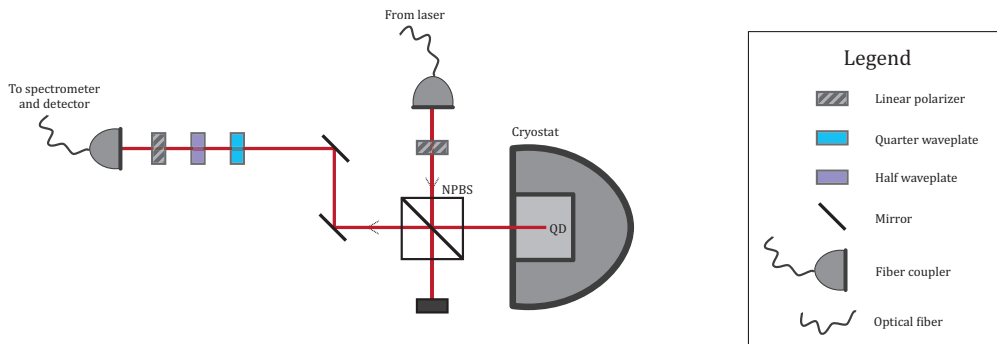 From laser
To spectrometer
and detector
Cryostat
NPBS
QD
Legend
Linear polarizer
Quarter waveplate
Half waveplate
Mirror
Fiber coupler
Optical fiber